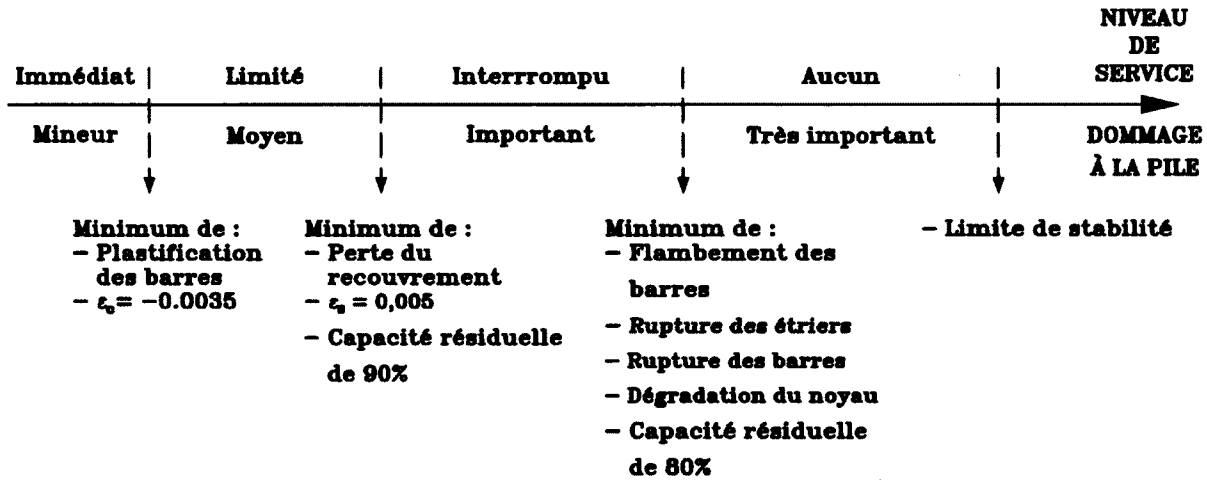 NIVEAU
DE
SERVICE
Immédiat | Limité | Interrrompu | Aucun
Mineur Moyen Important Très important DOMMAGE
À LA PILE
Minimum de :
– Plastification
des barres
– εc= −0.0035
Minimum de :
– Perte du
recouvrement
– εs = 0,005
– Capacité résiduelle
de 90%
Minimum de :
– Flambement des
barres
– Rupture des étriers
– Rupture des barres
– Dégradation du noyau
– Capacité résiduelle
de 80%
– Limite de stabilité